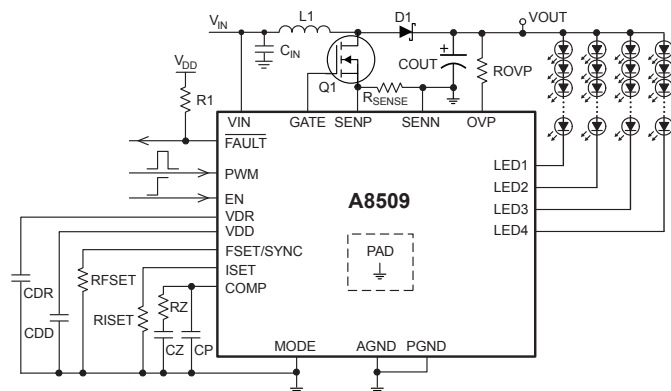 VIN
L1
D1
VOUT
CIN
Q1
COUT
ROVP
RSENSE
VDD
R1
VIN
GATE
SENP
SENN
OVP
FAULT
PWM
EN
VDR
VDD
FSET/SYNC
ISET
COMP
A8509
PAD
LED1
LED2
LED3
LED4
CDR
CDD
RFSET
RISET
RZ
CZ
CP
MODE
AGND
PGND